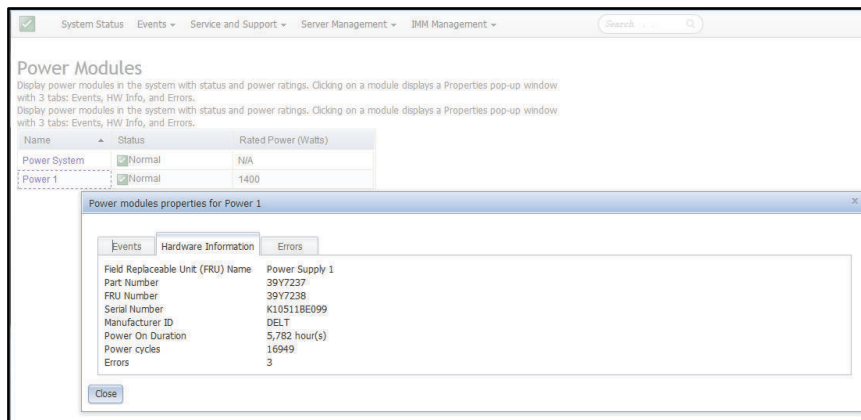 System Status Events Service and Support Server Management IMM Management Search . . .
Power Modules
Display power modules in the system with status and power ratings. Clicking on a module displays a Properties pop-up window
with 3 tabs: Events, HW Info, and Errors.
Display power modules in the system with status and power ratings. Clicking on a module displays a Properties pop-up window
with 3 tabs: Events, HW Info, and Errors.
Name Status Rated Power (Watts)
Power System Normal N/A
Power 1 Normal 1400
Power modules properties for Power 1 x
Events Hardware Information Errors
Field Replaceable Unit (FRU) Name Power Supply 1
Part Number 39Y7237
FRU Number 39Y7238
Serial Number K10511BE099
Manufacturer ID DELT
Power On Duration 5,782 hour(s)
Power cycles 16949
Errors 3
Close